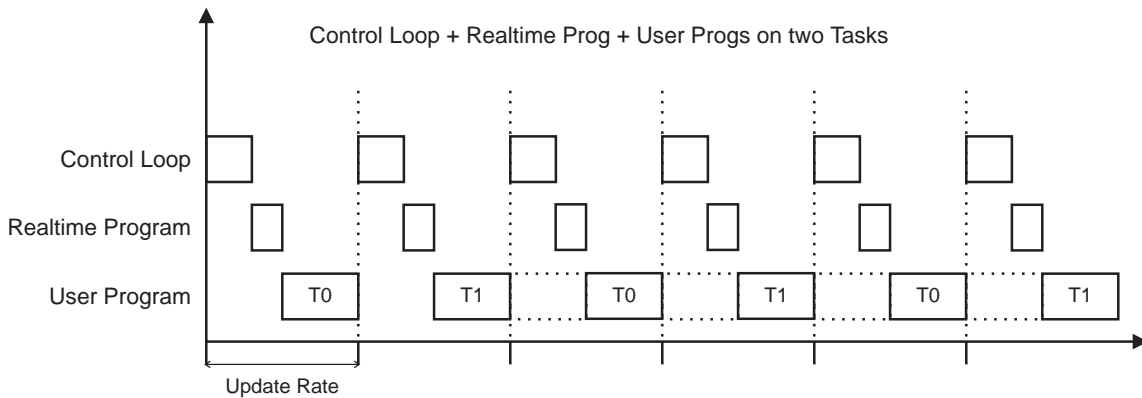 Control Loop + Realtime Prog + User Progs on two Tasks
Control Loop
Realtime Program
User Program
T0
T1
T0
T1
T0
T1
Update Rate